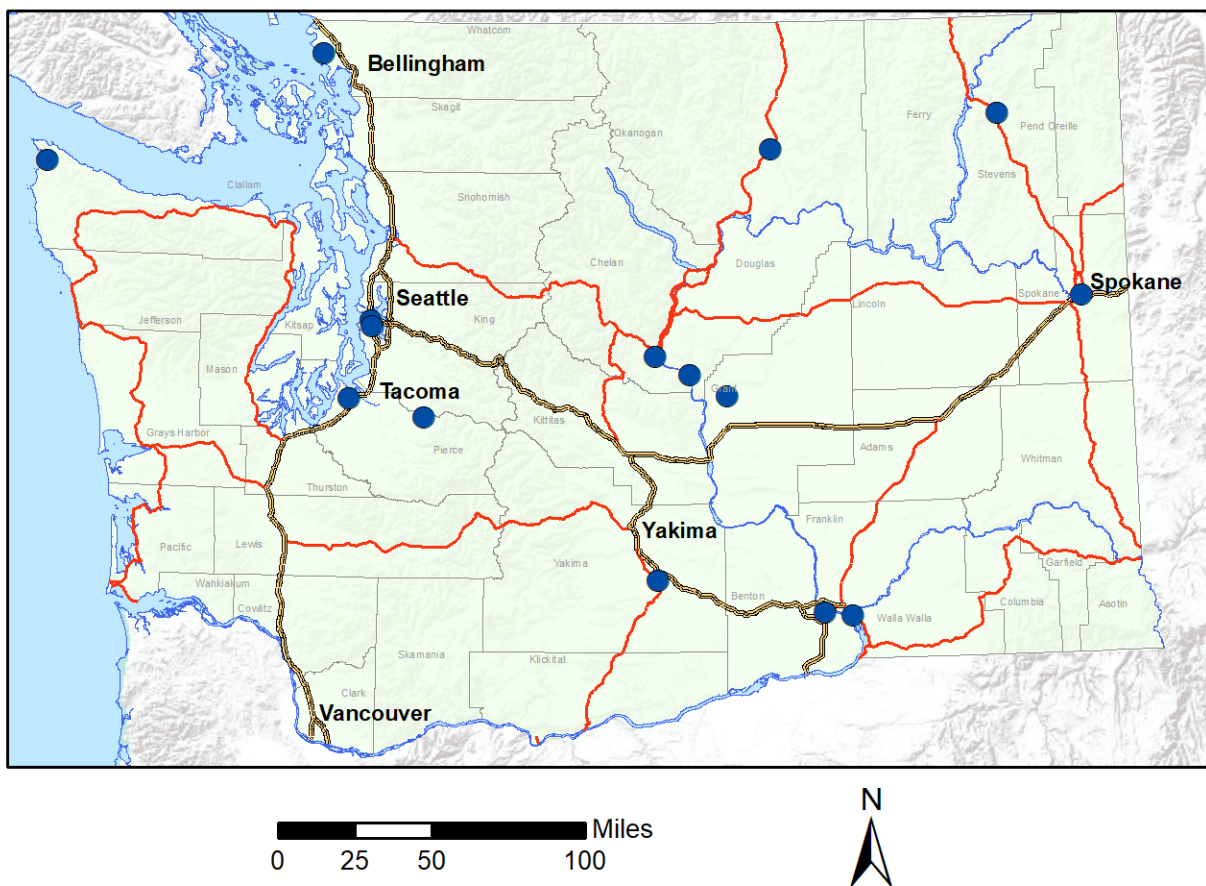 Whatcom
Bellingham
Skagit
Okanogan
Ferry
Pend Oreille
Stevens
Clallam
Snohomish
Chelan
Douglas
Spokane
Seattle
Lincoln
Spokane
Jefferson
Kitsap
King
Mason
Tacoma
Grant
Kittitas
Grays Harbor
Pierce
Adams
Whitman
Thurston
Franklin
Yakima
Pacific
Lewis
Yakima
Garfield
Wahkiakum
Benton
Columbia
Asotin
Cowlitz
Walla Walla
Skamania
Klickitat
Clark
Vancouver
N
Miles
0 25 50 100